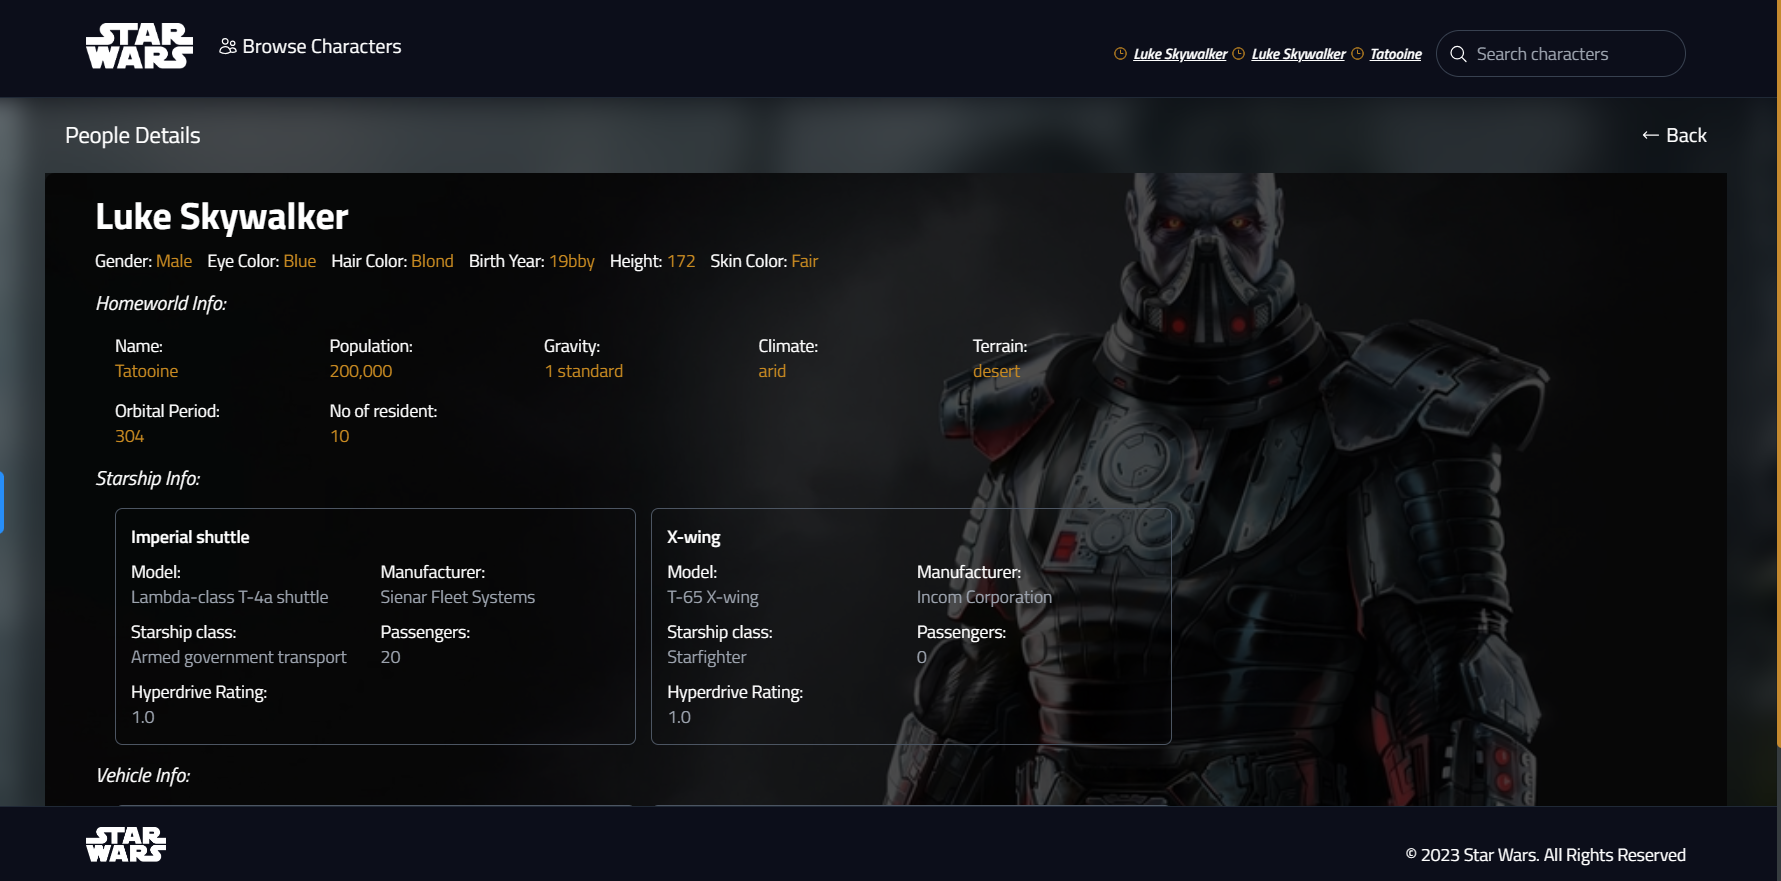 STAR WARS
Browse Characters
Luke Skywalker Luke Skywalker Tatooine
Search characters
People Details
← Back
Luke Skywalker
Gender: Male Eye Color: Blue Hair Color: Blond Birth Year: 19bby Height: 172 Skin Color: Fair
Homeworld Info:
Name: Population: Gravity: Climate: Terrain:
Tatooine 200,000 1 standard arid desert
Orbital Period: No of resident:
304 10
Starship Info:
Imperial shuttle
Model: Manufacturer:
Lambda-class T-4a shuttle Sienar Fleet Systems
Starship class: Passengers:
Armed government transport 20
Hyperdrive Rating:
1.0
X-wing
Model: Manufacturer:
T-65 X-wing Incom Corporation
Starship class: Passengers:
Starfighter 0
Hyperdrive Rating:
1.0
Vehicle Info:
STAR WARS
© 2023 Star Wars. All Rights Reserved